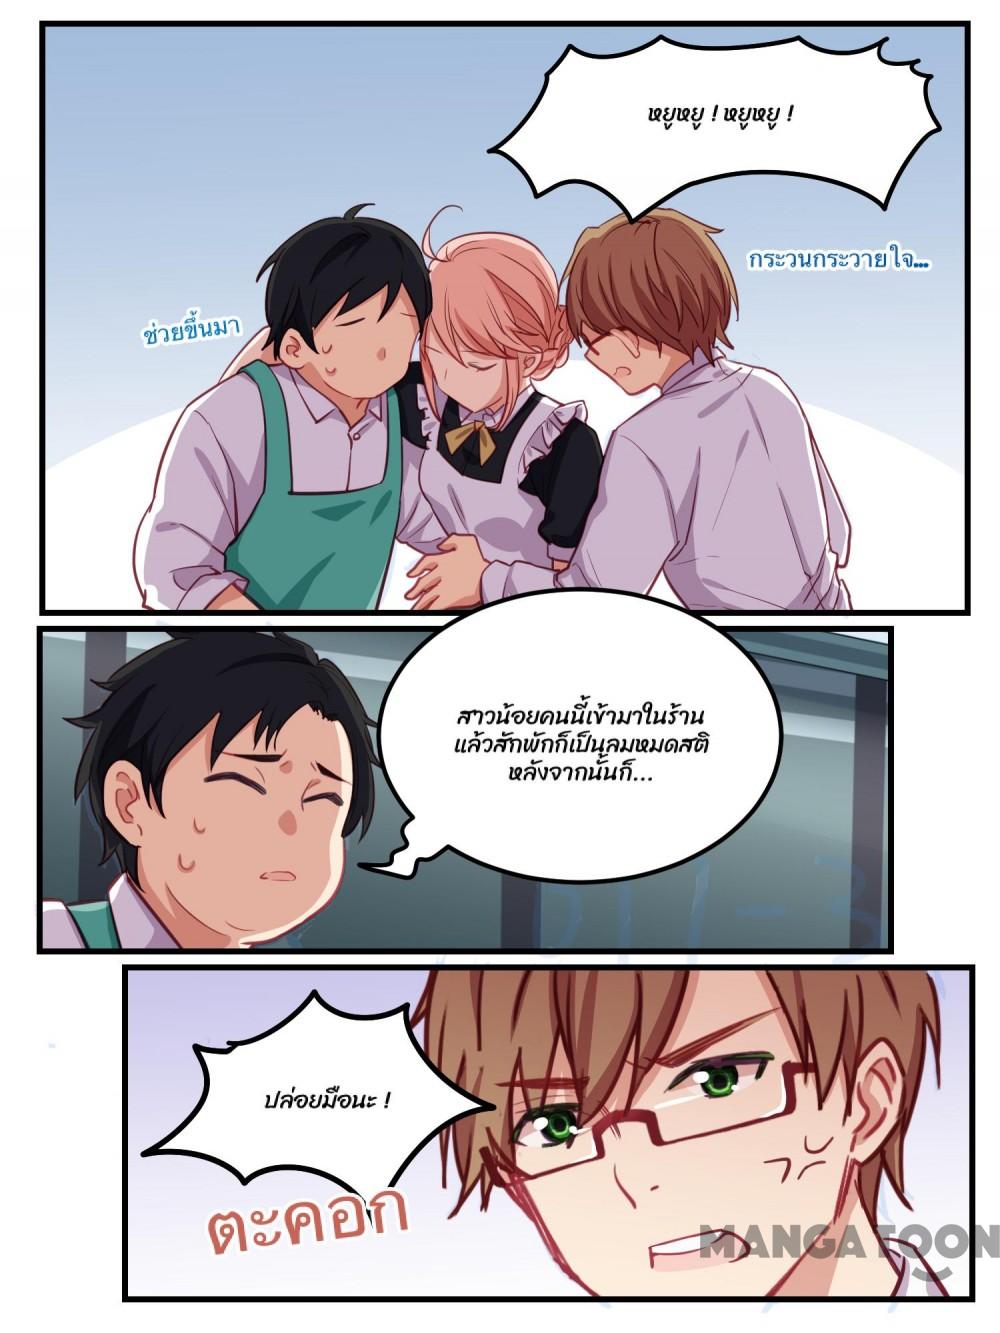 หยูหยู ! หยูหยู !
กระวนกระวายใจ...
ช่วยขึ้นมา
สาวน้อยคนนี้เข้ามาในร้าน
แล้วสักพักก็เป็นลมหมดสติ
หลังจากนั้นก็...
ปล่อยมือนะ !
ตะคอก
MANGATOON